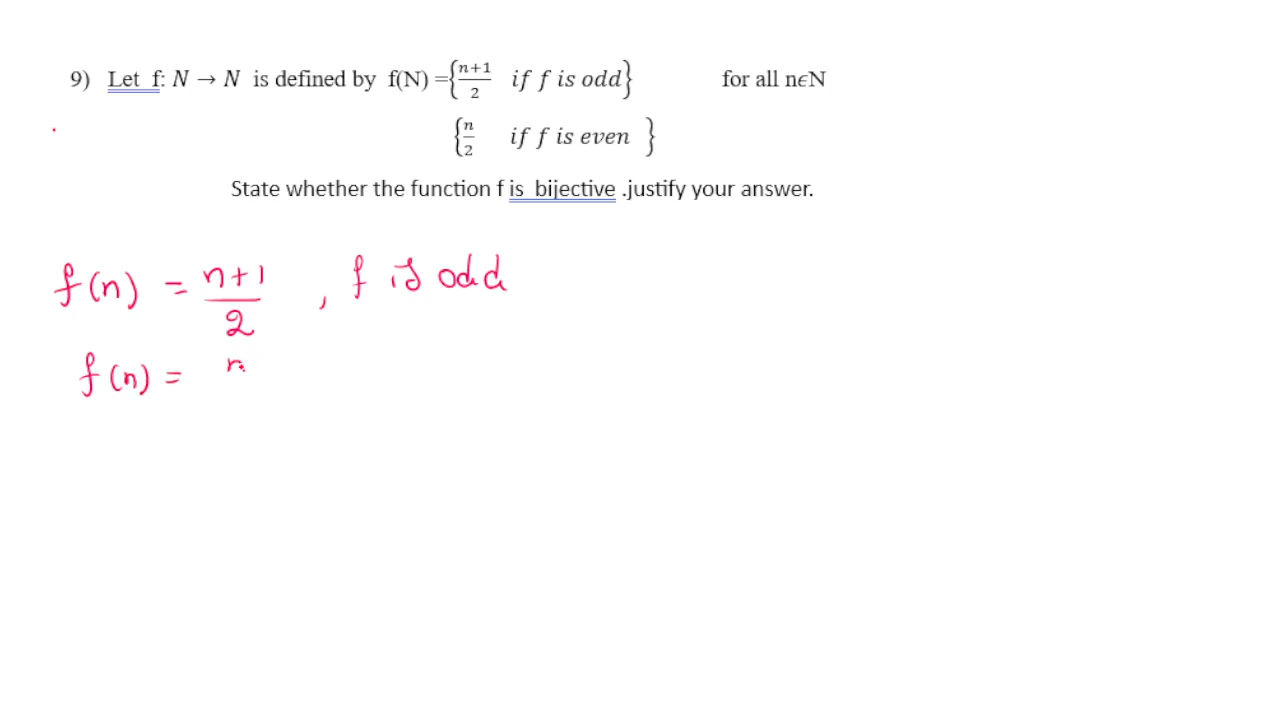 9) Let f: N → N is defined by f(N) ={n+1/2 if f is odd} for all nϵN
{n/2 if f is even }
State whether the function f is bijective .justify your answer.
f(n) = n+1/2 , f is odd
f(n) = n